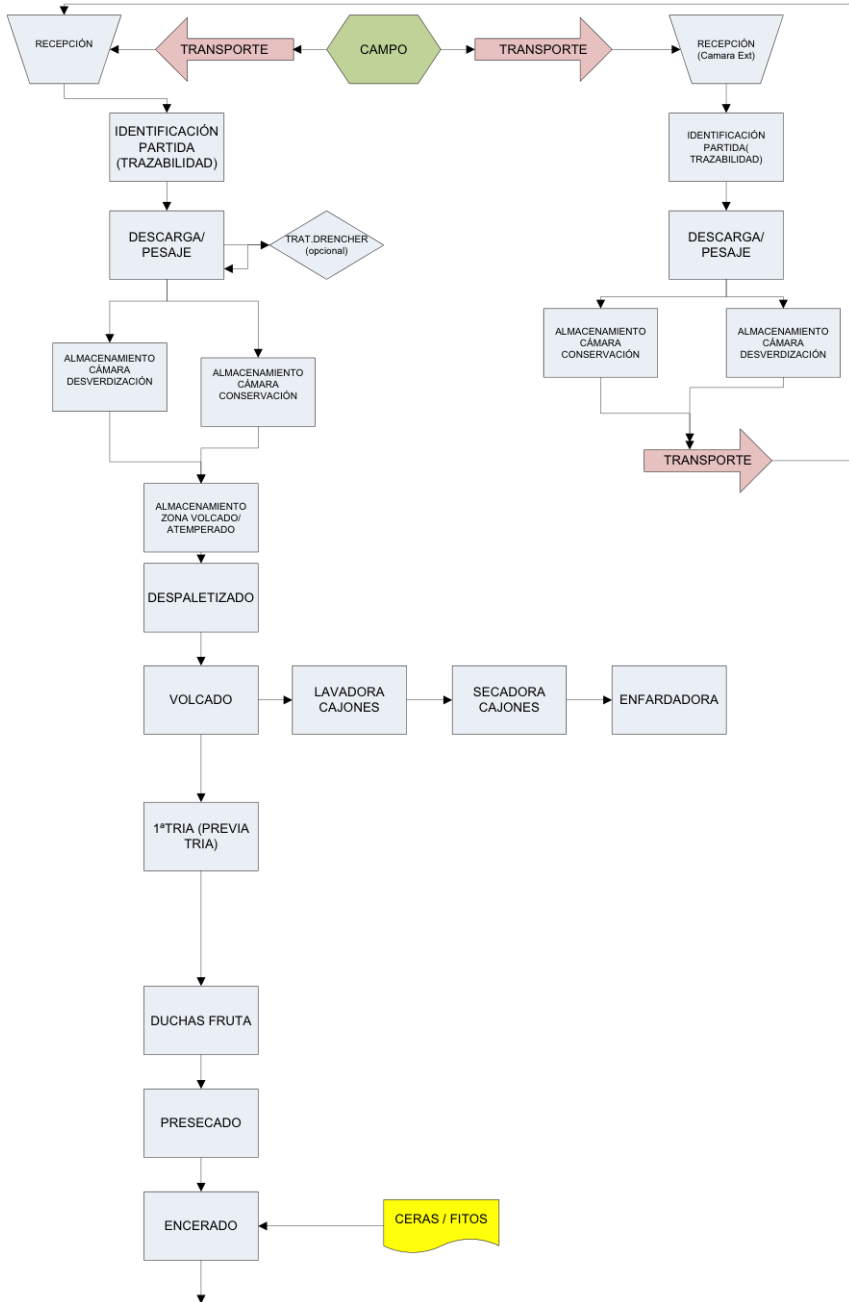 RECEPCIÓN
TRANSPORTE
CAMPO
TRANSPORTE
RECEPCIÓN
(Camara Ext)
IDENTIFICACIÓN
PARTIDA
(TRAZABILIDAD)
IDENTIFICACIÓN
PARTIDA(
TRAZABILIDAD)
DESCARGA/
PESAJE
TRAT.DRENCHER
(opcional)
DESCARGA/
PESAJE
ALMACENAMIENTO
CÁMARA
DESVERDIZACIÓN
ALMACENAMIENTO
CÁMARA
CONSERVACIÓN
ALMACENAMIENTO
CÁMARA
CONSERVACIÓN
ALMACENAMIENTO
CÁMARA
DESVERDIZACIÓN
TRANSPORTE
ALMACENAMIENTO
ZONA VOLCADO/
ATEMPERADO
DESPALETIZADO
VOLCADO
LAVADORA
CAJONES
SECADORA
CAJONES
ENFARDADORA
1ªTRIA (PREVIA
TRIA)
DUCHAS FRUTA
PRESECADO
ENCERADO
CERAS / FITOS